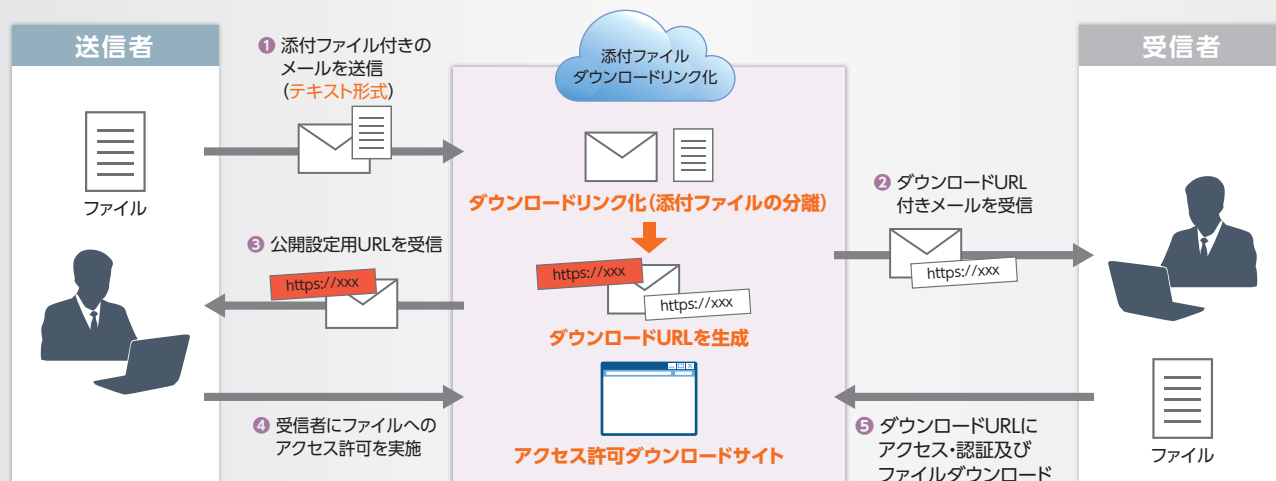 送信者
ファイル
❶ 添付ファイル付きの
メールを送信
(テキスト形式)
❸ 公開設定用URLを受信
https://xxx
❹ 受信者にファイルへの
アクセス許可を実施
添付ファイル
ダウンロードリンク化
ダウンロードリンク化(添付ファイルの分離)
https://xxx
https://xxx
ダウンロードURLを生成
アクセス許可ダウンロードサイト
❷ ダウンロードURL
付きメールを受信
https://xxx
❺ ダウンロードURLに
アクセス・認証及び
ファイルダウンロード
受信者
ファイル